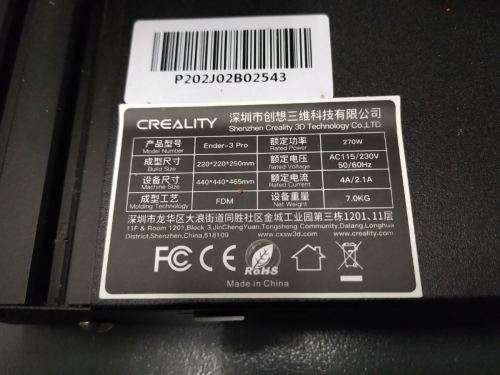 P202J02B02543
CREALITY 深圳市创想三维科技有限公司
Shenzhen Creality 3D Technology Co.,LTD
产品型号 Ender-3 Pro 额定功率 270W
Product Model Rated Power
成型尺寸 220*220*250mm 额定电压 AC115/230V
Build Size Rated Voltage 50/60Hz
设备尺寸 440*440*465mm 额定电流 4A/2.1A
Machine Size Rated Current
成型工艺 FDM 设备重量 7.0KG
Molding Technology Net Weight
深圳市龙华区大浪街道同胜社区金城工业园第三栋1201、11层
11F & Room 1201,Block 3,JinChengYuan,Tongsheng Community,Dalang,Longhua
District,Shenzhen,China,518109 www.cxsw3d.com www.creality.com
FC CE RoHS
Made in China